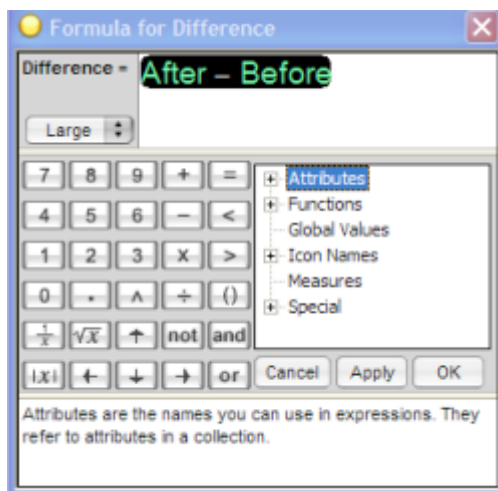 Formula for Difference
Difference = After – Before
Large
7 8 9 + =
4 5 6 − <
1 2 3 x >
0 . ^ ÷ ()
1/x √x ↑ not and
|x| ← ↓ → or
Attributes
Functions
Global Values
Icon Names
Measures
Special
Cancel Apply OK
Attributes are the names you can use in expressions. They
refer to attributes in a collection.